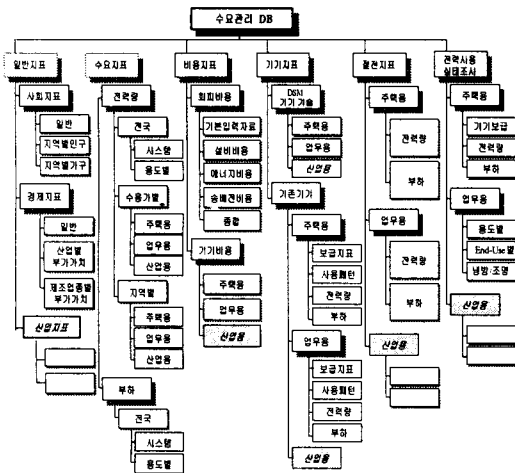 수요관리 DB
일반지표
사회지표
일반
지역별인구
지역별가구
경제지표
일반
산업별
부가가치
제조업종별
부가가치
산업지표
수요지표
전력량
전국
시스템
용도별
수용가별
주택용
업무용
산업용
지역별
주택용
업무용
산업용
부하
전국
시스템
용도별
비용지표
회피비용
기본입력자료
설비비용
에너지비용
송배전비용
종합
기기비용
주택용
업무용
산업용
기기지표
DSM
기기 기술
주택용
업무용
산업용
기존기기
주택용
보급지표
사용패턴
전력량
부하
업무용
보급지표
사용패턴
전력량
부하
산업용
절전지표
주택용
전력량
부하
업무용
전력량
부하
산업용
전력사용
실태조사
주택용
기기보급
전력량
부하
업무용
용도별
End-Use별
냉방·조명
산업용